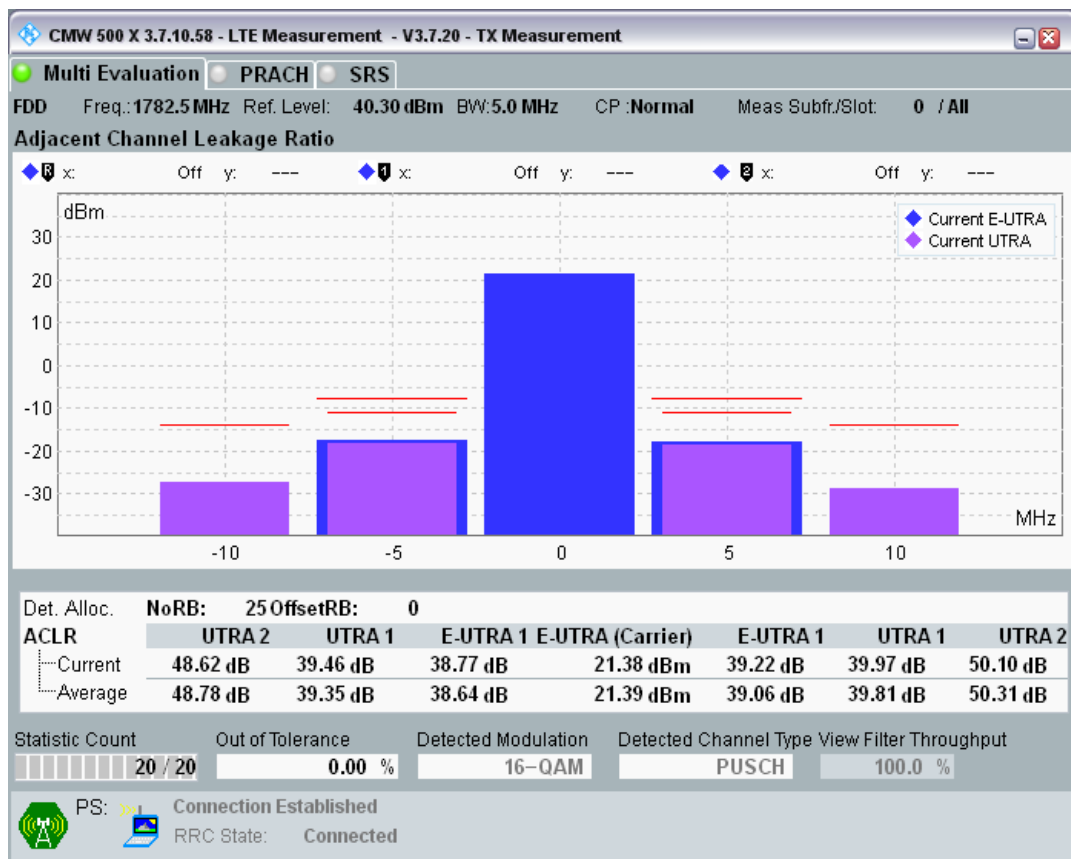 CMW 500 X 3.7.10.58 - LTE Measurement - V3.7.20 - TX Measurement
Multi Evaluation PRACH SRS
FDD Freq.:1782.5 MHz Ref. Level: 40.30 dBm BW:5.0 MHz CP :Normal Meas Subfr./Slot: 0 / All
Adjacent Channel Leakage Ratio
R x: Off y: --- 1 x: Off y: --- 2 x: Off y: ---
dBm
Current E-UTRA
Current UTRA
30
20
10
0
-10
-20
-30
MHz
-10 -5 0 5 10
Det. Alloc. NoRB: 25 OffsetRB: 0
ACLR UTRA 2 UTRA 1 E-UTRA 1 E-UTRA (Carrier) E-UTRA 1 UTRA 1 UTRA 2
Current 48.62 dB 39.46 dB 38.77 dB 21.38 dBm 39.22 dB 39.97 dB 50.10 dB
Average 48.78 dB 39.35 dB 38.64 dB 21.39 dBm 39.06 dB 39.81 dB 50.31 dB
Statistic Count Out of Tolerance Detected Modulation Detected Channel Type View Filter Throughput
20 / 20 0.00 % 16-QAM PUSCH 100.0 %
PS: Connection Established
RRC State: Connected